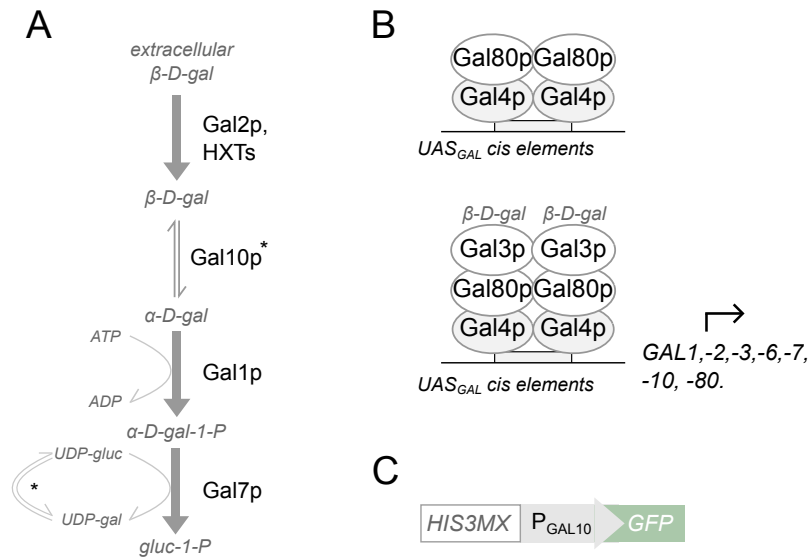 A
extracellular
β-D-gal
Gal2p,
HXTs
β-D-gal
Gal10p*
α-D-gal
ATP
Gal1p
ADP
α-D-gal-1-P
UDP-gluc
*
Gal7p
UDP-gal
gluc-1-P
B
Gal80p Gal80p
Gal4p Gal4p
UAS_GAL cis elements
β-D-gal β-D-gal
Gal3p Gal3p
Gal80p Gal80p
Gal4p Gal4p
UAS_GAL cis elements
GAL1,-2,-3,-6,-7,
-10, -80.
C
HIS3MX P_GAL10 GFP